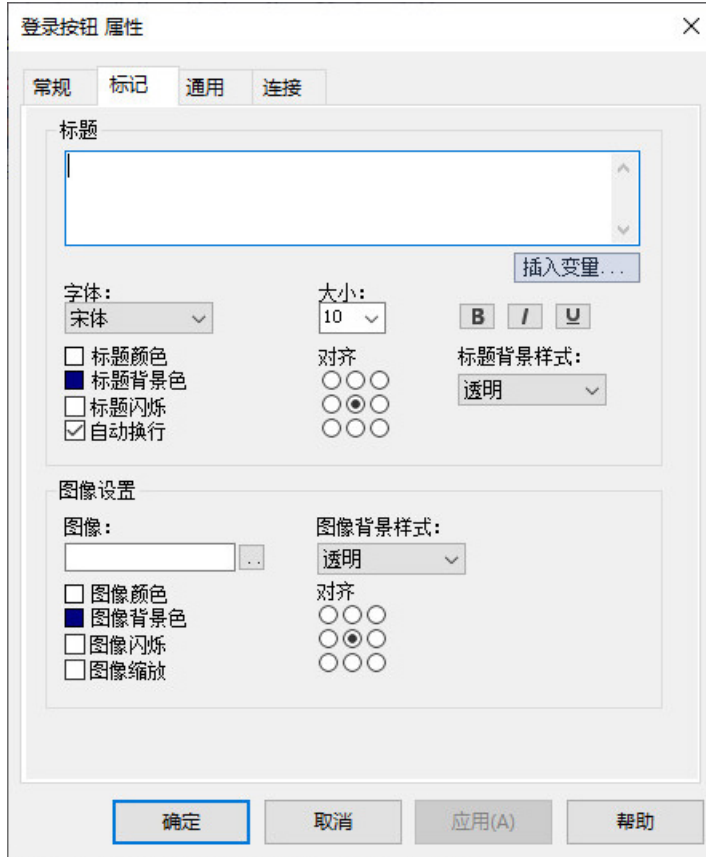 登录按钮 属性
常规 标记 通用 连接
标题
插入变量...
字体: 大小:
宋体 10 B I U
标题颜色 对齐 标题背景样式:
标题背景色
透明
标题闪烁
自动换行
图像设置
图像: 图像背景样式:
.. 透明
图像颜色 对齐
图像背景色
图像闪烁
图像缩放
确定 取消 应用(A) 帮助